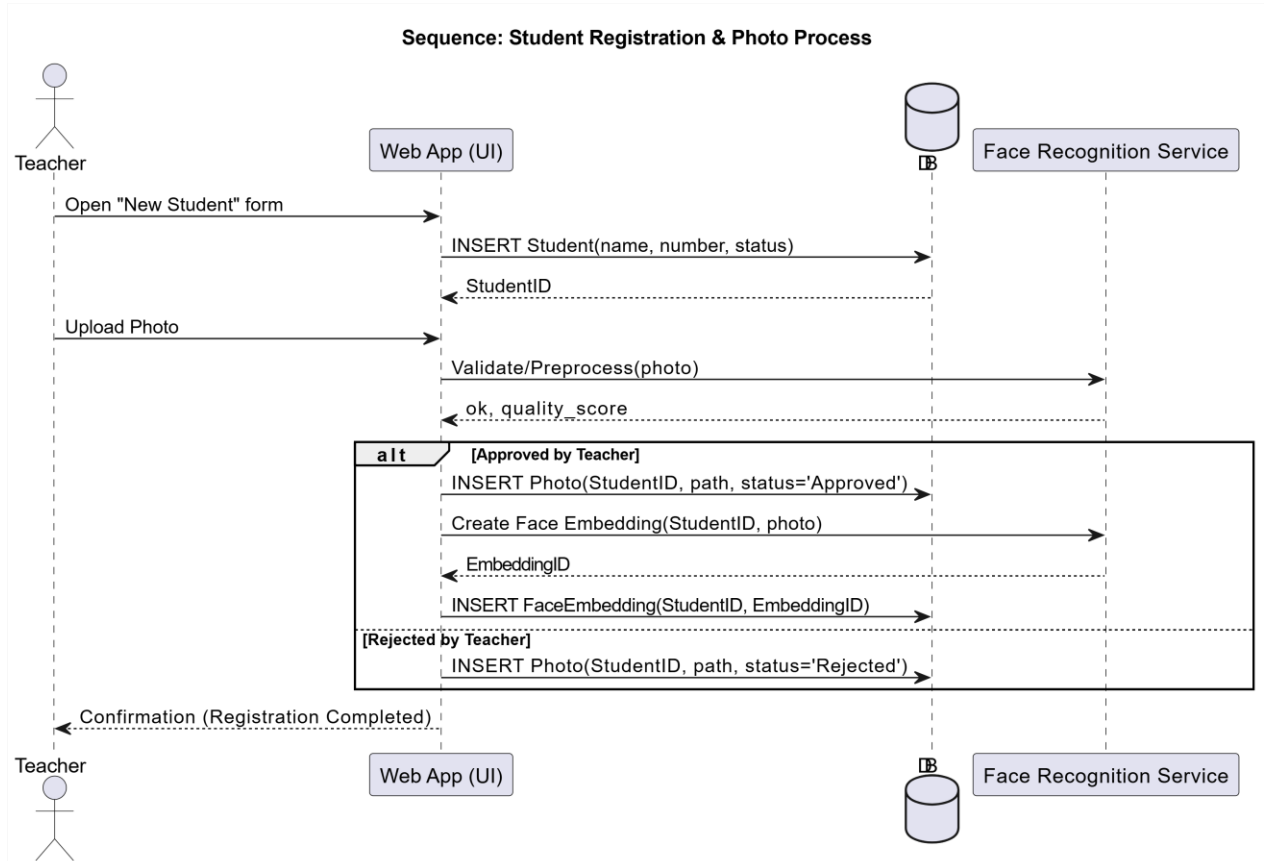 Sequence: Student Registration & Photo Process
Teacher
Web App (UI)
DB
Face Recognition Service
Open "New Student" form
INSERT Student(name, number, status)
StudentID
Upload Photo
Validate/Preprocess(photo)
ok, quality_score
alt
[Approved by Teacher]
INSERT Photo(StudentID, path, status='Approved')
Create Face Embedding(StudentID, photo)
EmbeddingID
INSERT FaceEmbedding(StudentID, EmbeddingID)
[Rejected by Teacher]
INSERT Photo(StudentID, path, status='Rejected')
Confirmation (Registration Completed)
Teacher
Web App (UI)
DB
Face Recognition Service